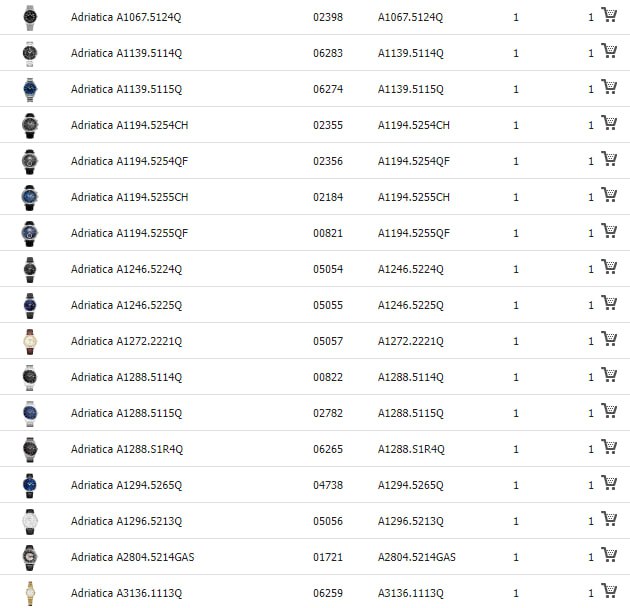 Adriatica A1067.5124Q 02398 A1067.5124Q 1 1
Adriatica A1139.5114Q 06283 A1139.5114Q 1 1
Adriatica A1139.5115Q 06274 A1139.5115Q 1 1
Adriatica A1194.5254CH 02355 A1194.5254CH 1 1
Adriatica A1194.5254QF 02356 A1194.5254QF 1 1
Adriatica A1194.5255CH 02184 A1194.5255CH 1 1
Adriatica A1194.5255QF 00821 A1194.5255QF 1 1
Adriatica A1246.5224Q 05054 A1246.5224Q 1 1
Adriatica A1246.5225Q 05055 A1246.5225Q 1 1
Adriatica A1272.2221Q 05057 A1272.2221Q 1 1
Adriatica A1288.5114Q 00822 A1288.5114Q 1 1
Adriatica A1288.5115Q 02782 A1288.5115Q 1 1
Adriatica A1288.S1R4Q 06265 A1288.S1R4Q 1 1
Adriatica A1294.5265Q 04738 A1294.5265Q 1 1
Adriatica A1296.5213Q 05056 A1296.5213Q 1 1
Adriatica A2804.5214GAS 01721 A2804.5214GAS 1 1
Adriatica A3136.1113Q 06259 A3136.1113Q 1 1